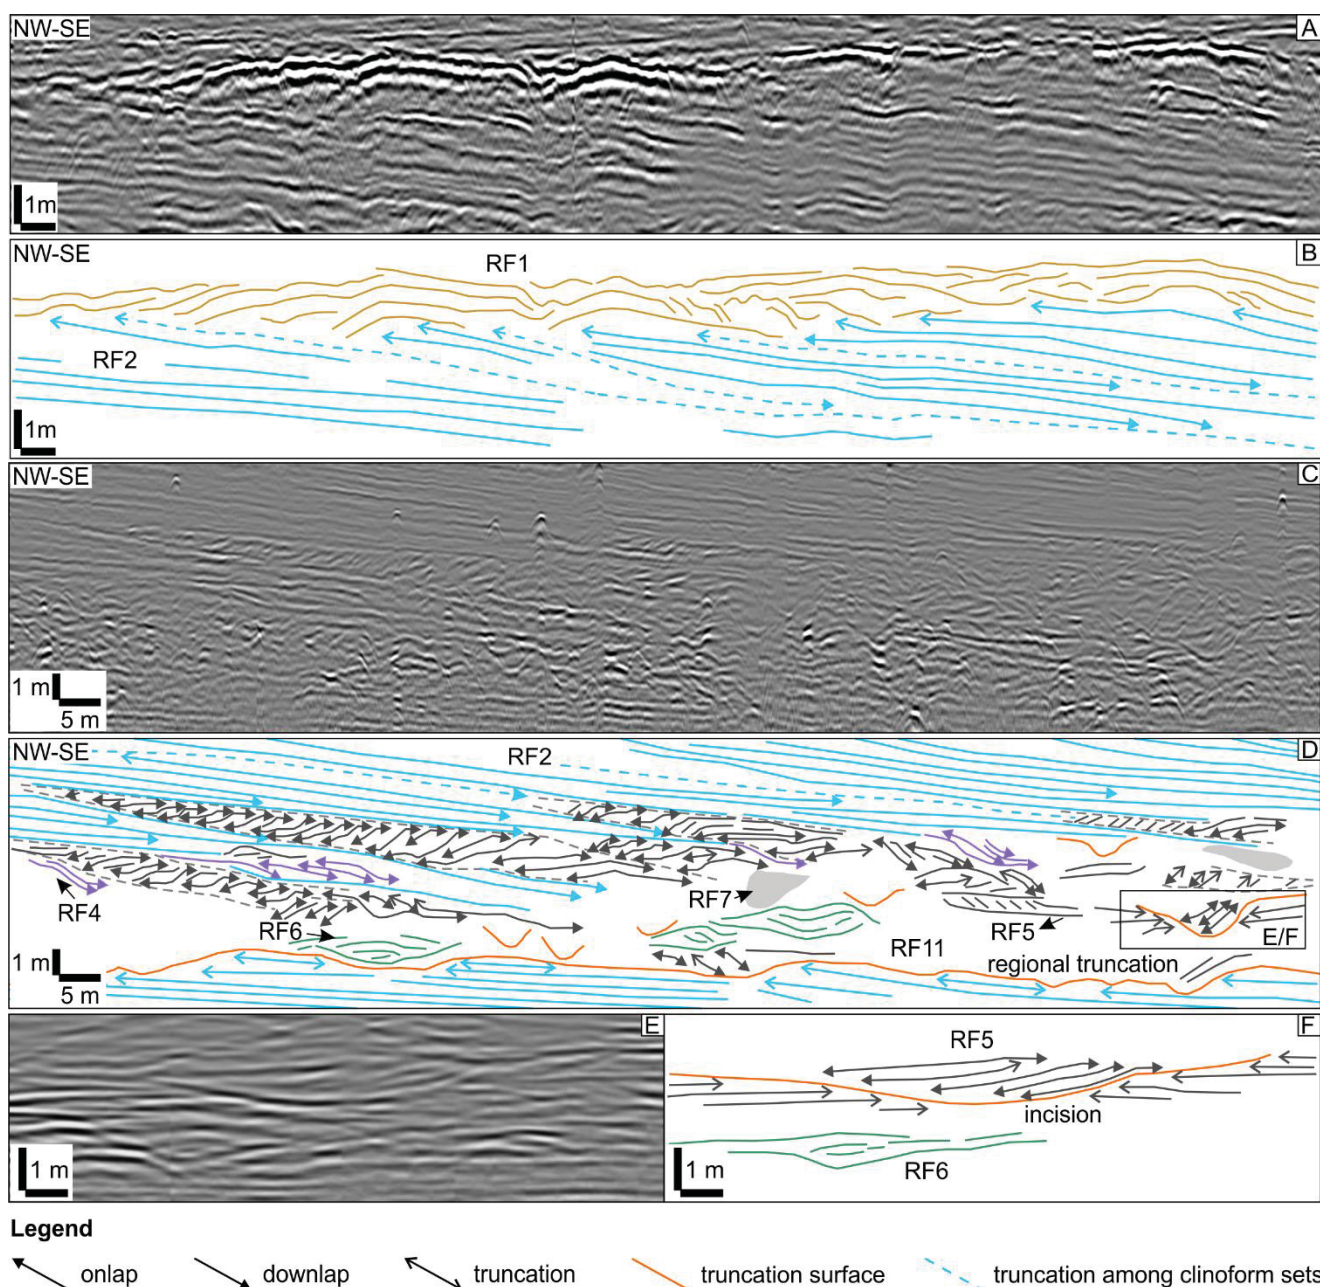 NW-SE A
1m
NW-SE B
RF1
RF2
1m
NW-SE C
1 m
5 m
NW-SE D
RF2
RF4
RF7
RF6
RF5
E/F
RF11
regional truncation
1 m
5 m
E F
RF5
incision
RF6
1 m
1 m
Legend
onlap downlap truncation truncation surface truncation among clinoform sets